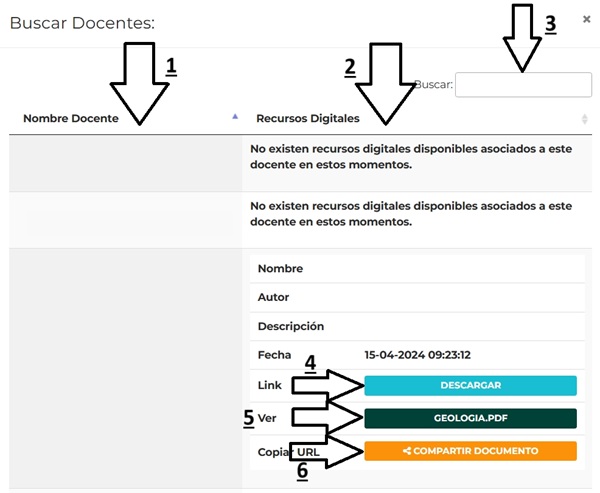 Buscar Docentes:
×
3
1
2
Buscar:
Nombre Docente
Recursos Digitales
No existen recursos digitales disponibles asociados a este
docente en estos momentos.
No existen recursos digitales disponibles asociados a este
docente en estos momentos.
Nombre
Autor
Descripción
Fecha 15-04-2024 09:23:12
4
Link DESCARGAR
5 Ver GEOLOGIA.PDF
Copiar URL COMPARTIR DOCUMENTO
6